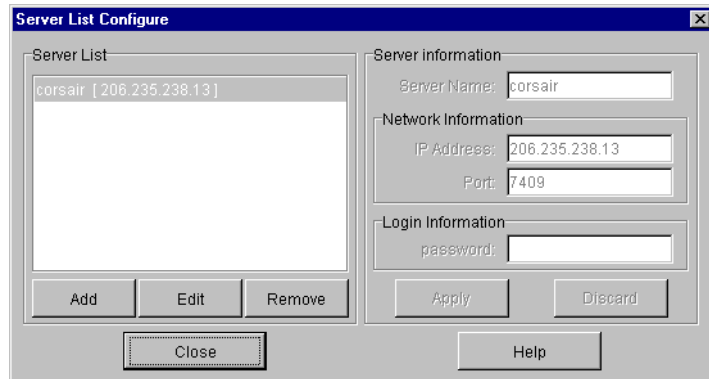 Server List Configure
Server List
corsair [ 206.235.238.13 ]
Add Edit Remove
Server information
Server Name: corsair
Network Information
IP Address: 206.235.238.13
Port: 7409
Login Information
password:
Apply Discard
Close Help